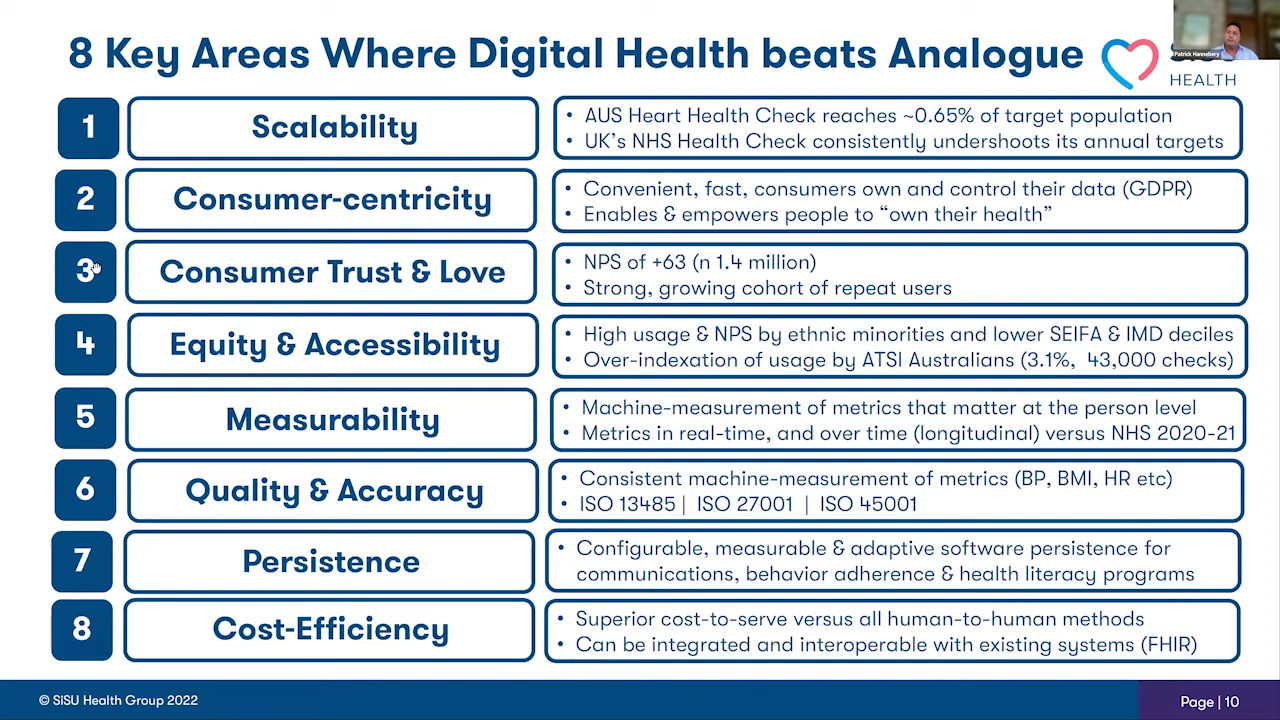 8 Key Areas Where Digital Health beats Analogue
Patrick Hannebery
HEALTH
1
Scalability
• AUS Heart Health Check reaches ~0.65% of target population
• UK's NHS Health Check consistently undershoots its annual targets
2
Consumer-centricity
• Convenient, fast, consumers own and control their data (GDPR)
• Enables & empowers people to “own their health”
3
Consumer Trust & Love
• NPS of +63 (n 1.4 million)
• Strong, growing cohort of repeat users
4
Equity & Accessibility
• High usage & NPS by ethnic minorities and lower SEIFA & IMD deciles
• Over-indexation of usage by ATSI Australians (3.1%, 43,000 checks)
5
Measurability
• Machine-measurement of metrics that matter at the person level
• Metrics in real-time, and over time (longitudinal) versus NHS 2020-21
6
Quality & Accuracy
• Consistent machine-measurement of metrics (BP, BMI, HR etc)
• ISO 13485 | ISO 27001 | ISO 45001
7
Persistence
• Configurable, measurable & adaptive software persistence for
communications, behavior adherence & health literacy programs
8
Cost-Efficiency
• Superior cost-to-serve versus all human-to-human methods
• Can be integrated and interoperable with existing systems (FHIR)
© SiSU Health Group 2022
Page | 10